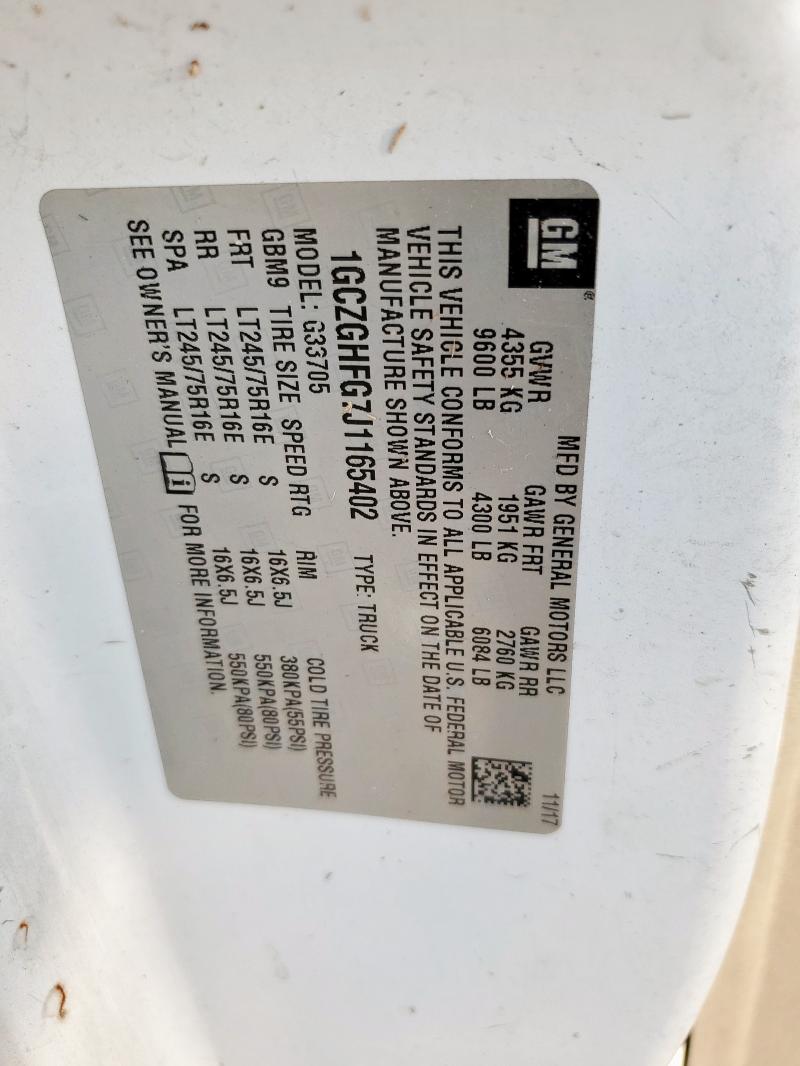 GM®
MFD BY GENERAL MOTORS LLC 11/17
GVWR GAWR FRT GAWR RR
4355 KG 1951 KG 2760 KG
9600 LB 4300 LB 6084 LB
THIS VEHICLE CONFORMS TO ALL APPLICABLE U.S. FEDERAL MOTOR
VEHICLE SAFETY STANDARDS IN EFFECT ON THE DATE OF
MANUFACTURE SHOWN ABOVE.
1GCZGHFG7J1165402 TYPE: TRUCK
MODEL: G33705
GBM9 TIRE SIZE SPEED RTG RIM COLD TIRE PRESSURE
FRT LT245/75R16E S 16X6.5J 380KPA(55PSI)
RR LT245/75R16E S 16X6.5J 550KPA(80PSI)
SPA LT245/75R16E S 16X6.5J 550KPA(80PSI)
SEE OWNER'S MANUAL i FOR MORE INFORMATION.